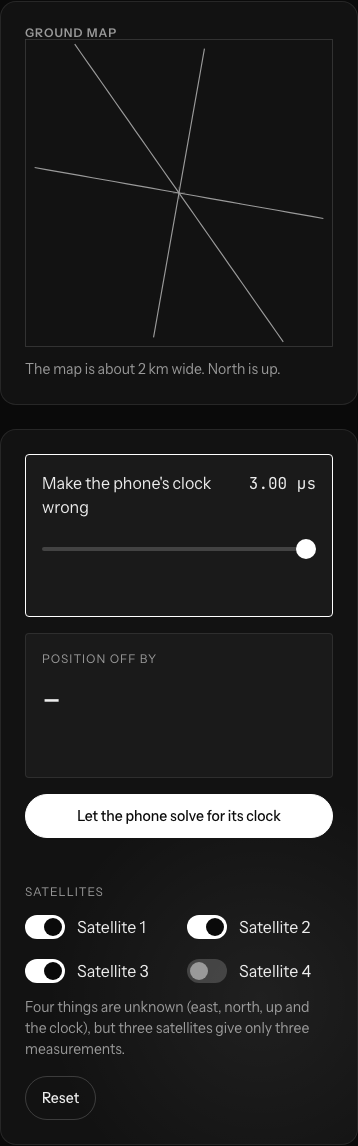 GROUND MAP
The map is about 2 km wide. North is up.
Make the phone's clock wrong
3.00 µs
POSITION OFF BY
–
Let the phone solve for its clock
SATELLITES
Satellite 1
Satellite 2
Satellite 3
Satellite 4
Four things are unknown (east, north, up and
the clock), but three satellites give only three
measurements.
Reset